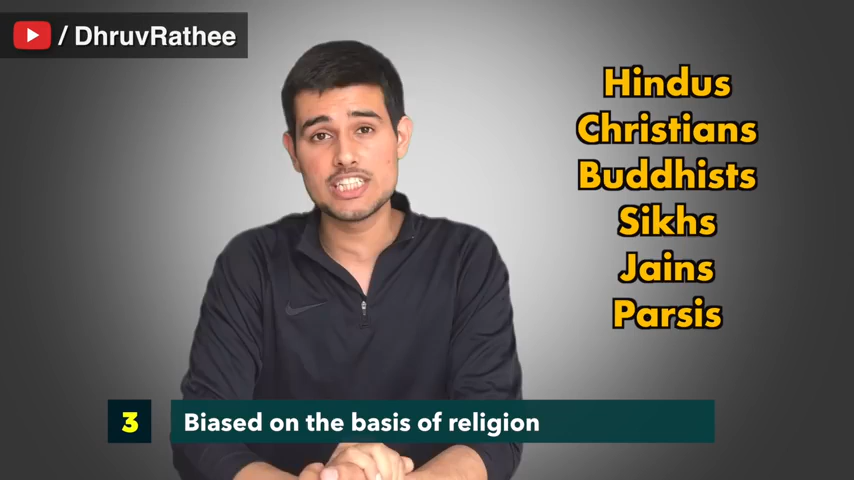 / DhruvRathee
Hindus
Christians
Buddhists
Sikhs
Jains
Parsis
3 Biased on the basis of religion